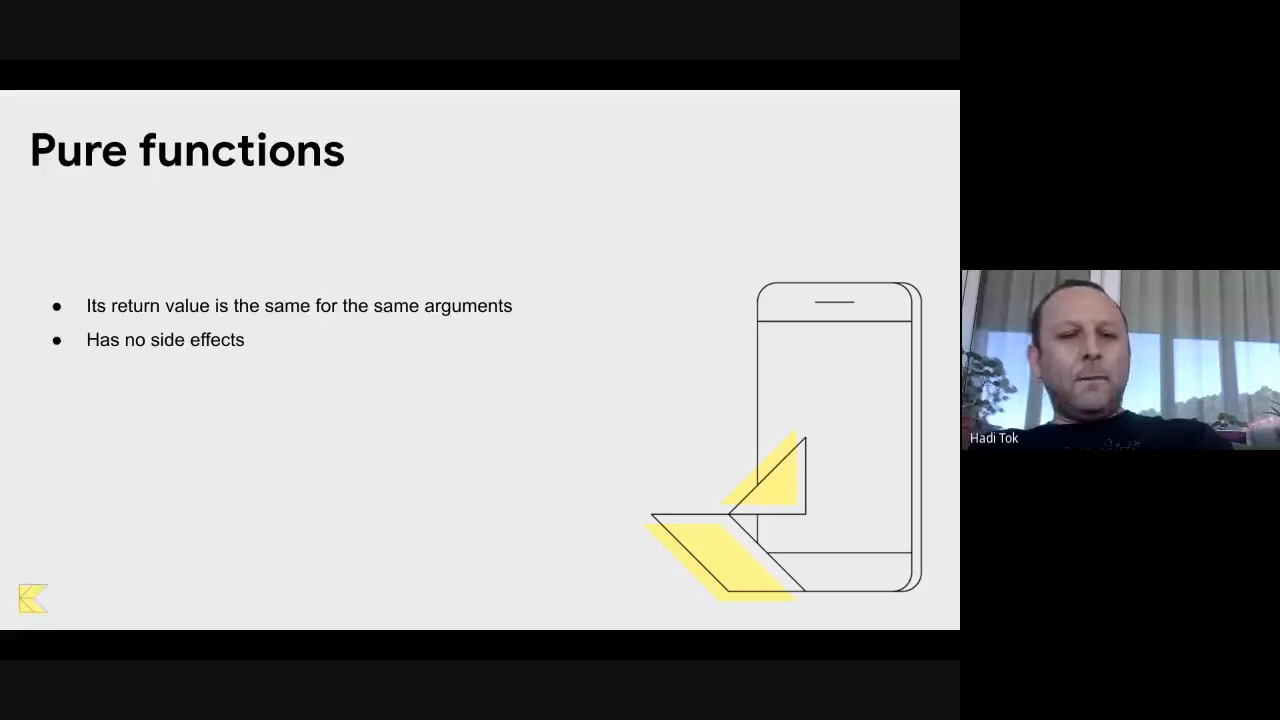 Pure functions
● Its return value is the same for the same arguments
● Has no side effects
Hadi Tok